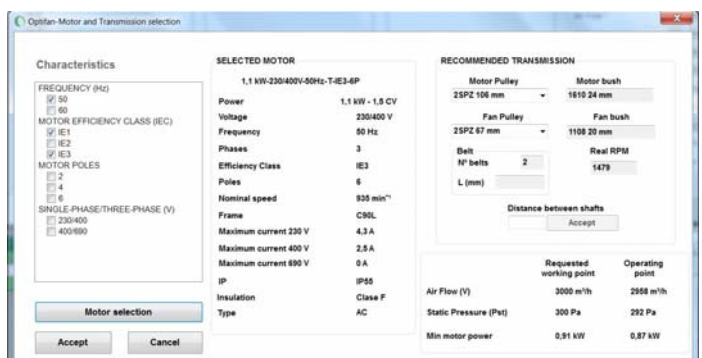 Optifan-Motor and Transmission selection
Characteristics
FREQUENCY (Hz)
50
60
MOTOR EFFICIENCY CLASS (IEC)
IE1
IE2
IE3
MOTOR POLES
2
4
6
SINGLE-PHASE/THREE-PHASE (V)
230/400
400/690
Motor selection
Accept Cancel
SELECTED MOTOR
1,1 kW-230/400V-50Hz-T-IE3-6P
Power 1,1 kW - 1,5 CV
Voltage 230/400 V
Frequency 50 Hz
Phases 3
Efficiency Class IE3
Poles 6
Nominal speed 935 min⁻¹
Frame C90L
Maximum current 230 V 4,3 A
Maximum current 400 V 2,5 A
Maximum current 690 V 0 A
IP IP55
Insulation Clase F
Type AC
RECOMMENDED TRANSMISSION
Motor Pulley Motor bush
2SPZ 106 mm 1610 24 mm
Fan Pulley Fan bush
2SPZ 67 mm 1108 20 mm
Belt Real RPM
Nº belts 2 1479
L (mm)
Distance between shafts
Accept
Requested working point Operating point
Air Flow (V) 3000 m³/h 2958 m³/h
Static Pressure (Pst) 300 Pa 292 Pa
Min motor power 0,91 kW 0,87 kW